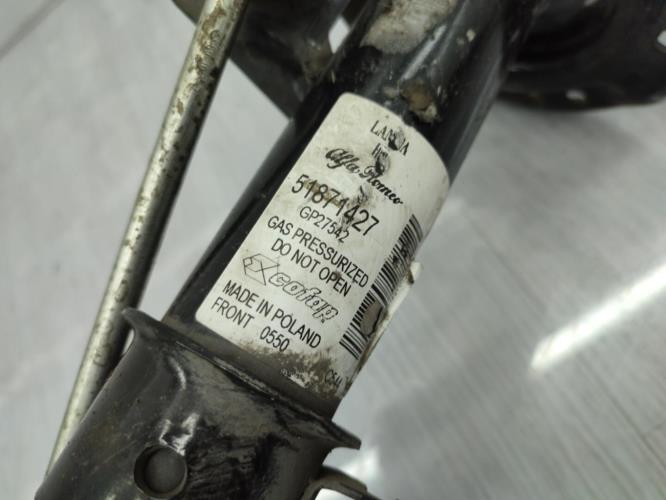 Alfa Romeo
51871427
GP27542
GAS PRESSURIZED
DO NOT OPEN
MADE IN POLAND
FRONT 0550